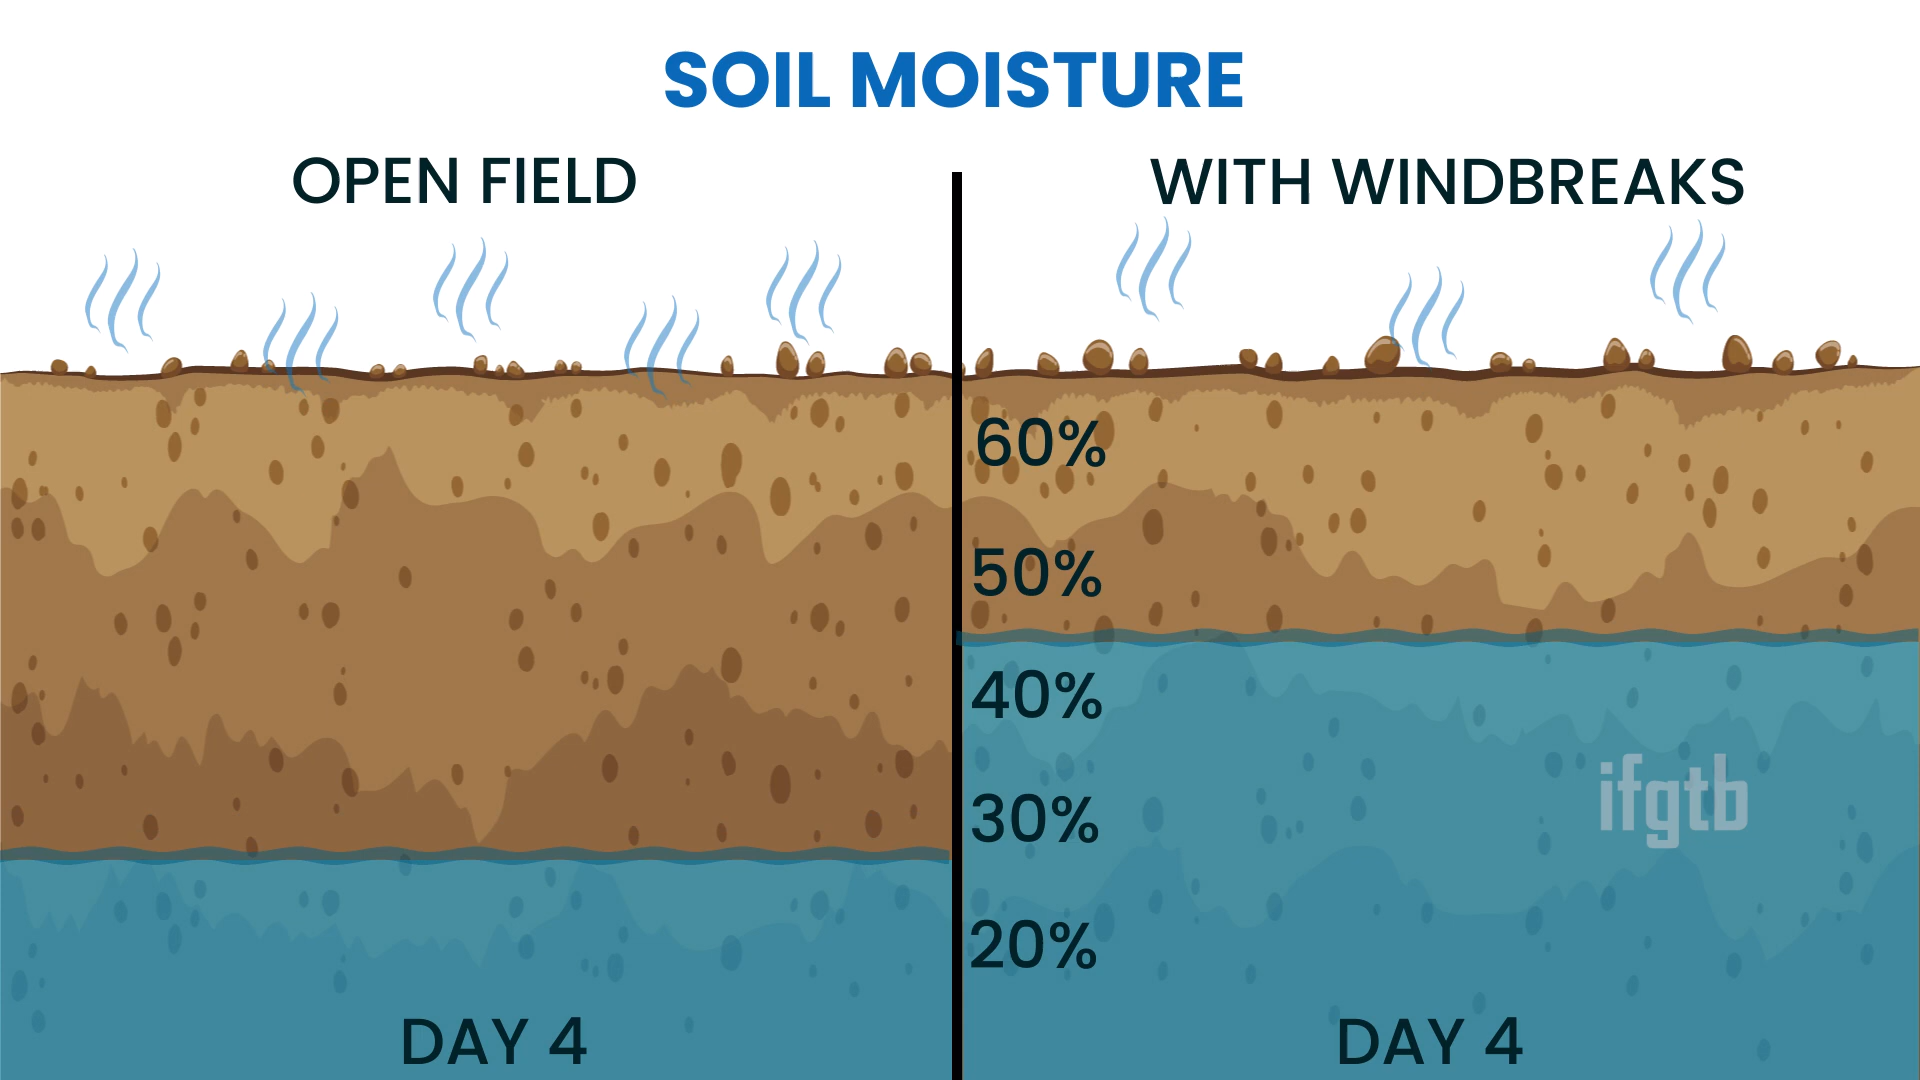 SOIL MOISTURE
OPEN FIELD
WITH WINDBREAKS
60%
50%
40%
30%
20%
ifgtb
DAY 4
DAY 4